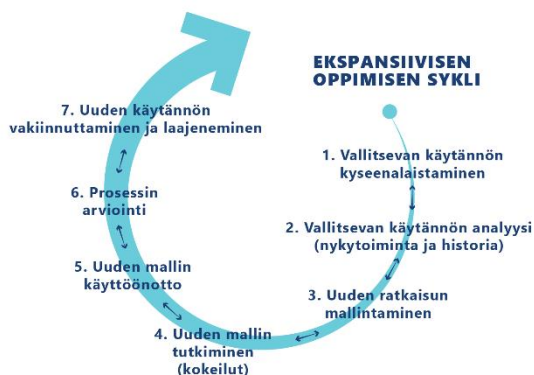 EKSPANSIIVISEN
OPPIMISEN SYKLI
1. Vallitsevan käytännön
kyseenalaistaminen
2. Vallitsevan käytännön analyysi
(nykytoiminta ja historia)
3. Uuden ratkaisun
mallintaminen
4. Uuden mallin
tutkiminen
(kokeilut)
5. Uuden mallin
käyttöönotto
6. Prosessin
arviointi
7. Uuden käytännön
vakiinnuttaminen ja laajeneminen